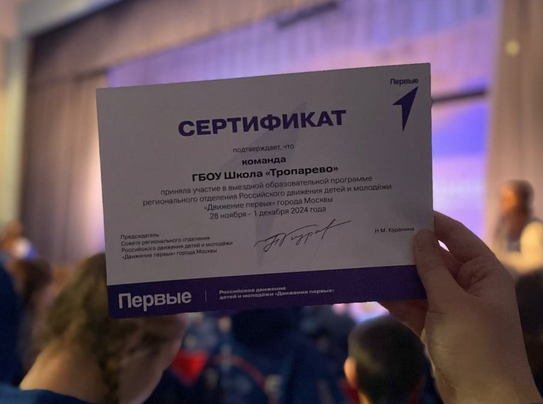 Первые
СЕРТИФИКАТ
подтверждает, что
команда
ГБОУ Школа «Тропарево»
приняла участие в выездной образовательной программе
регионального отделения Российского движения детей и молодёжи
«Движение первых» города Москвы
28 ноября - 1 декабря 2024 года
Председатель
Совета регионального отделения
Российского движения детей и молодёжи
«Движение первых» города Москвы
Первые
Российское движение
детей и молодёжи «Движение первых»